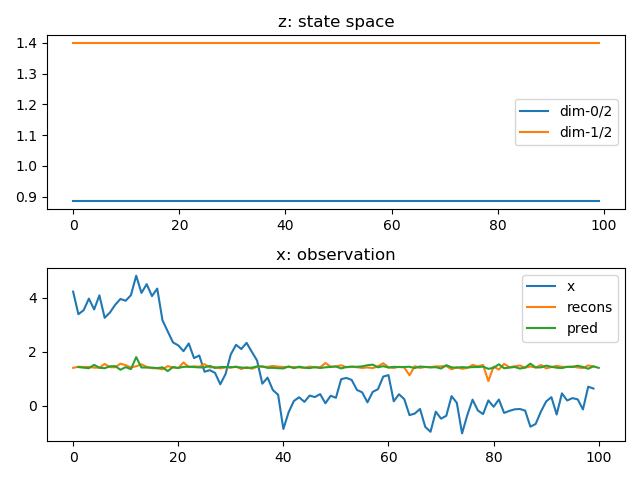 z: state space
1.4
1.3
1.2
1.1
1.0
0.9
dim-0/2
dim-1/2
0 20 40 60 80 100
x: observation
4
2
0
x
recons
pred
0 20 40 60 80 100